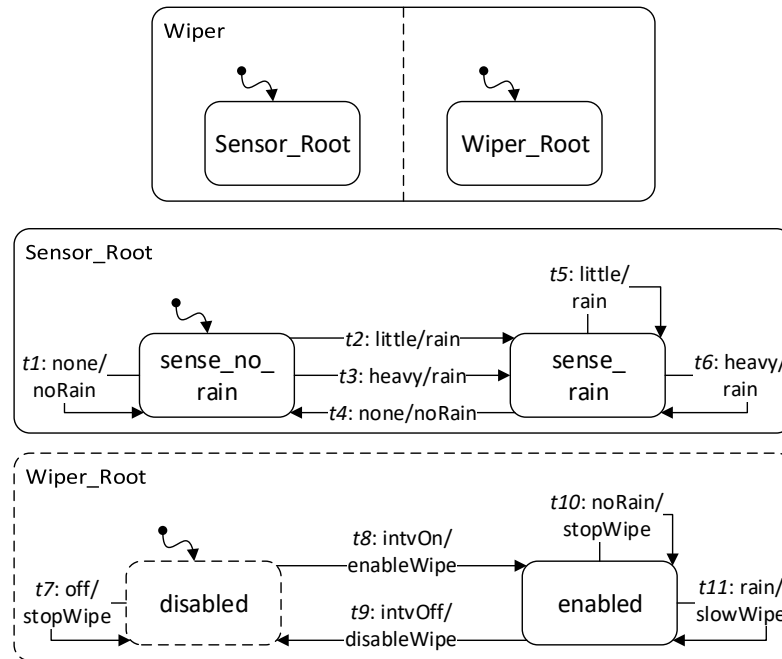 Wiper
Sensor_Root
Wiper_Root
Sensor_Root
t5: little/
rain
t2: little/rain
t1: none/
noRain
sense_no_
rain
t3: heavy/rain
sense_
rain
t6: heavy/
rain
t4: none/noRain
Wiper_Root
t10: noRain/
stopWipe
t8: intvOn/
enableWipe
t7: off/
stopWipe
disabled
enabled
t11: rain/
slowWipe
t9: intvOff/
disableWipe